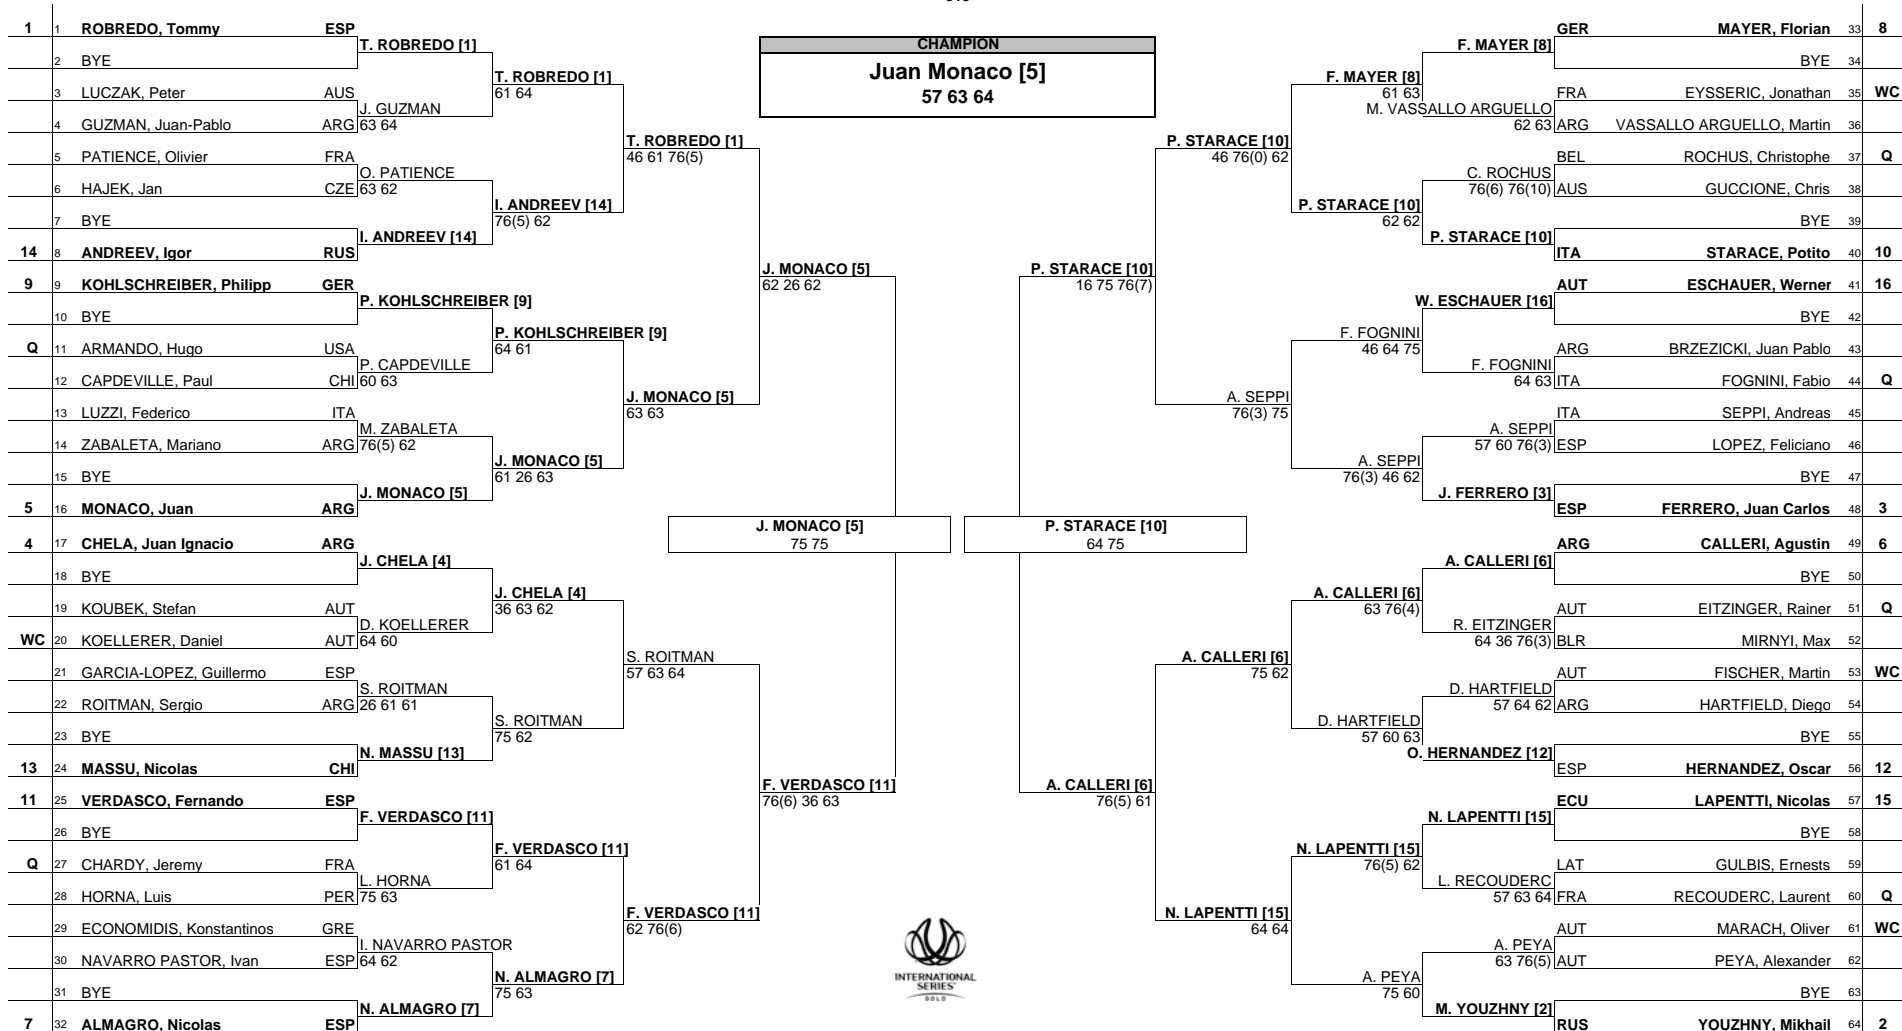 CHAMPION
Juan Monaco [5]
57 63 64
1 1 ROBREDO, Tommy ESP
2 BYE
3 LUCZAK, Peter AUS
4 GUZMAN, Juan-Pablo ARG
5 PATIENCE, Olivier FRA
6 HAJEK, Jan CZE
7 BYE
14 8 ANDREEV, Igor RUS
9 9 KOHLSCHREIBER, Philipp GER
10 BYE
Q 11 ARMANDO, Hugo USA
12 CAPDEVILLE, Paul CHI
13 LUZZI, Federico ITA
14 ZABALETA, Mariano ARG
15 BYE
5 16 MONACO, Juan ARG
4 17 CHELA, Juan Ignacio ARG
18 BYE
19 KOUBEK, Stefan AUT
WC 20 KOELLERER, Daniel AUT
21 GARCIA-LOPEZ, Guillermo ESP
22 ROITMAN, Sergio ARG
23 BYE
13 24 MASSU, Nicolas CHI
11 25 VERDASCO, Fernando ESP
26 BYE
Q 27 CHARDY, Jeremy FRA
28 HORNA, Luis PER
29 ECONOMIDIS, Konstantinos GRE
30 NAVARRO PASTOR, Ivan ESP
31 BYE
7 32 ALMAGRO, Nicolas ESP
T. ROBREDO [1]
J. GUZMAN
63 64
O. PATIENCE
63 62
I. ANDREEV [14]
P. KOHLSCHREIBER [9]
P. CAPDEVILLE
60 63
M. ZABALETA
76(5) 62
J. MONACO [5]
J. CHELA [4]
D. KOELLERER
64 60
S. ROITMAN
26 61 61
N. MASSU [13]
F. VERDASCO [11]
L. HORNA
75 63
I. NAVARRO PASTOR
64 62
N. ALMAGRO [7]
T. ROBREDO [1]
61 64
I. ANDREEV [14]
76(5) 62
P. KOHLSCHREIBER [9]
64 61
J. MONACO [5]
61 26 63
J. CHELA [4]
36 63 62
S. ROITMAN
75 62
F. VERDASCO [11]
61 64
N. ALMAGRO [7]
75 63
T. ROBREDO [1]
46 61 76(5)
J. MONACO [5]
63 63
S. ROITMAN
57 63 64
F. VERDASCO [11]
62 76(6)
J. MONACO [5]
62 26 62
F. VERDASCO [11]
76(6) 36 63
J. MONACO [5]
75 75
P. STARACE [10]
64 75
P. STARACE [10]
16 75 76(7)
A. CALLERI [6]
76(5) 61
P. STARACE [10]
46 76(0) 62
A. SEPPI
76(3) 75
A. CALLERI [6]
75 62
N. LAPENTTI [15]
64 64
F. MAYER [8]
61 63
P. STARACE [10]
62 62
F. FOGNINI
46 64 75
A. SEPPI
76(3) 46 62
A. CALLERI [6]
63 76(4)
D. HARTFIELD
57 60 63
N. LAPENTTI [15]
76(5) 62
A. PEYA
75 60
F. MAYER [8]
M. VASSALLO ARGUELLO
62 63
C. ROCHUS
76(6) 76(10)
P. STARACE [10]
W. ESCHAUER [16]
F. FOGNINI
64 63
A. SEPPI
57 60 76(3)
J. FERRERO [3]
A. CALLERI [6]
R. EITZINGER
64 36 76(3)
D. HARTFIELD
57 64 62
O. HERNANDEZ [12]
N. LAPENTTI [15]
L. RECOUDERC
57 63 64
A. PEYA
63 76(5)
M. YOUZHNY [2]
GER MAYER, Florian 33 8
BYE 34
FRA EYSSERIC, Jonathan 35 WC
ARG VASSALLO ARGUELLO, Martin 36
BEL ROCHUS, Christophe 37 Q
AUS GUCCIONE, Chris 38
BYE 39
ITA STARACE, Potito 40 10
AUT ESCHAUER, Werner 41 16
BYE 42
ARG BRZEZICKI, Juan Pablo 43
ITA FOGNINI, Fabio 44 Q
ITA SEPPI, Andreas 45
ESP LOPEZ, Feliciano 46
BYE 47
ESP FERRERO, Juan Carlos 48 3
ARG CALLERI, Agustin 49 6
BYE 50
AUT EITZINGER, Rainer 51 Q
BLR MIRNYI, Max 52
AUT FISCHER, Martin 53 WC
ARG HARTFIELD, Diego 54
BYE 55
ESP HERNANDEZ, Oscar 56 12
ECU LAPENTTI, Nicolas 57 15
BYE 58
LAT GULBIS, Ernests 59
FRA RECOUDERC, Laurent 60 Q
AUT MARACH, Oliver 61 WC
AUT PEYA, Alexander 62
BYE 63
RUS YOUZHNY, Mikhail 64 2
INTERNATIONAL
SERIES
GOLD